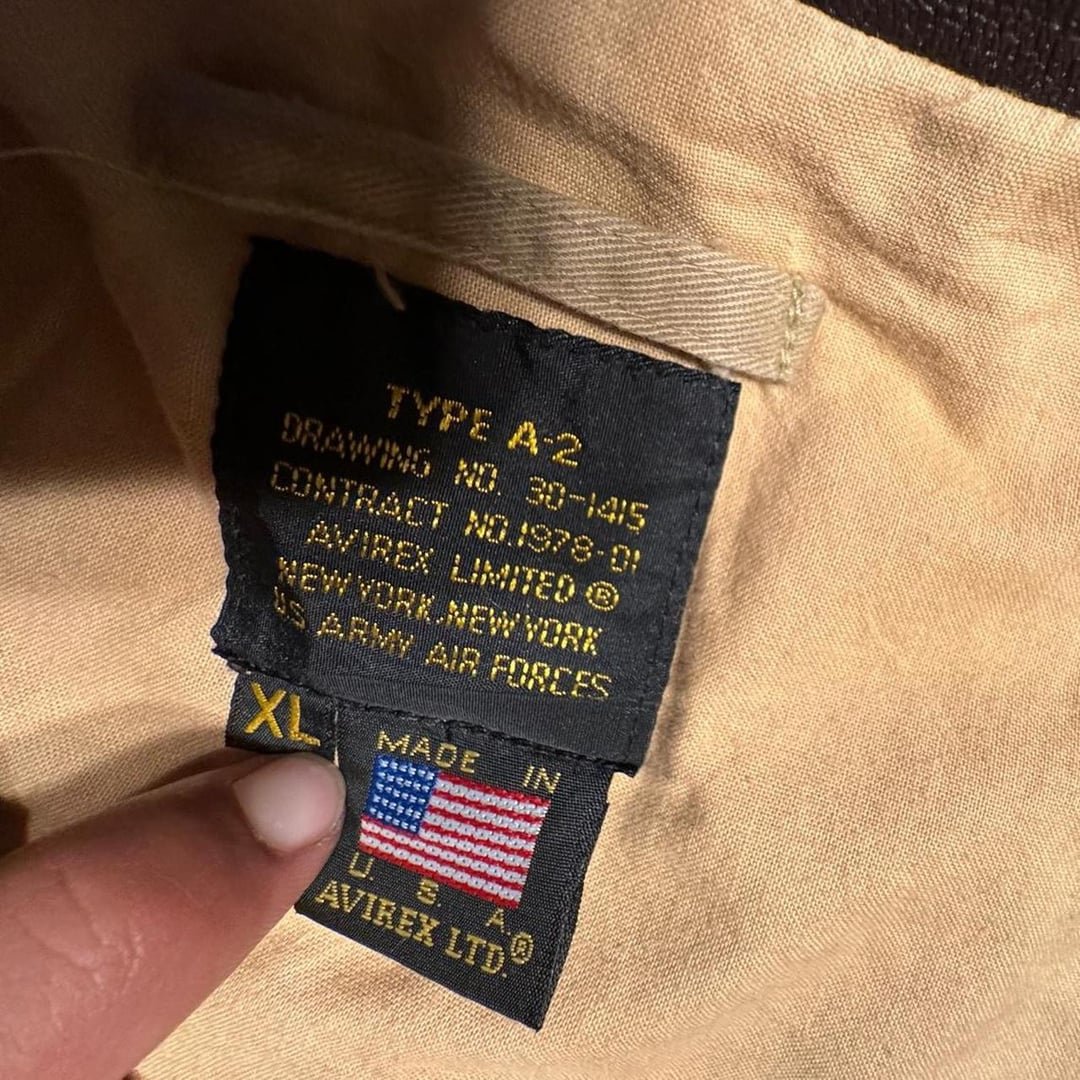 TYPE A-2
DRAWING NO. 30-1415
CONTRACT NO.1978-01
AVIREX LIMITED ®
NEW YORK.NEW YORK
US ARMY AIR FORCES
XL
MADE IN
U. S. A.
AVIREX LTD.®